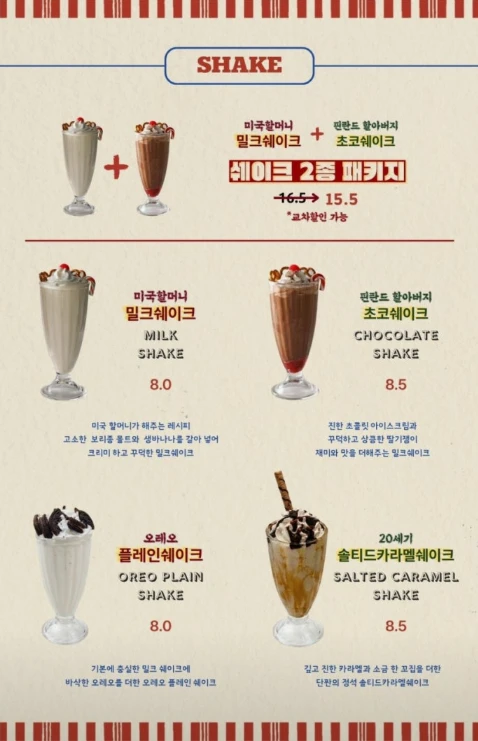 SHAKE
미국할머니
밀크쉐이크
+
핀란드 할아버지
초코쉐이크
+
쉐이크 2종 패키지
16.5→ 15.5
*교차할인 가능
미국할머니
밀크쉐이크
MILK
SHAKE
8.0
미국 할머니가 해주는 레시피
고소한 보리종 몰트와 생바나나를 갈아 넣어
크리미 하고 꾸덕한 밀크쉐이크
핀란드 할아버지
초코쉐이크
CHOCOLATE
SHAKE
8.5
진한 초콜릿 아이스크림과
꾸덕하고 상큼한 딸기잼이
재미와 맛을 더해주는 밀크쉐이크
오레오
플레인쉐이크
OREO PLAIN
SHAKE
8.0
기본에 충실한 밀크 쉐이크에
바삭한 오레오를 더한 오레오 플레인 쉐이크
20세기
솔티드카라멜쉐이크
SALTED CARAMEL
SHAKE
8.5
깊고 진한 카라멜과 소금 한 꼬집을 더한
단짠의 정석 솔티드카라멜쉐이크